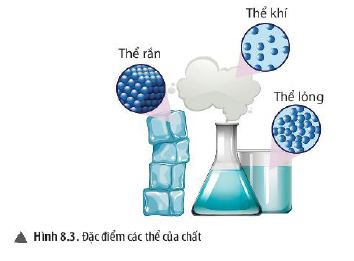 Thể khí
Thể rắn
Thể lỏng
Hình 8.3. Đặc điểm các thể của chất